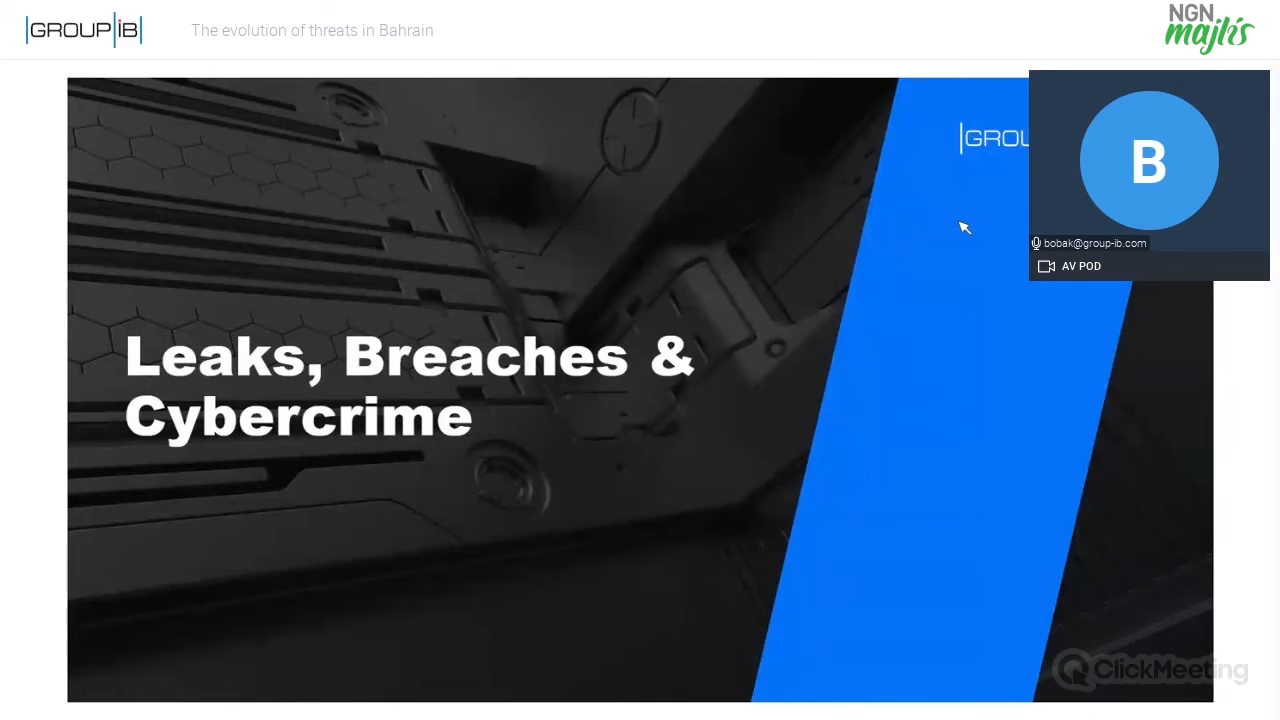 GROUP iB
The evolution of threats in Bahrain
NGN
majlis
GROU
B
bobak@group-ib.com
AV POD
Leaks, Breaches &
Cybercrime
ClickMeeting